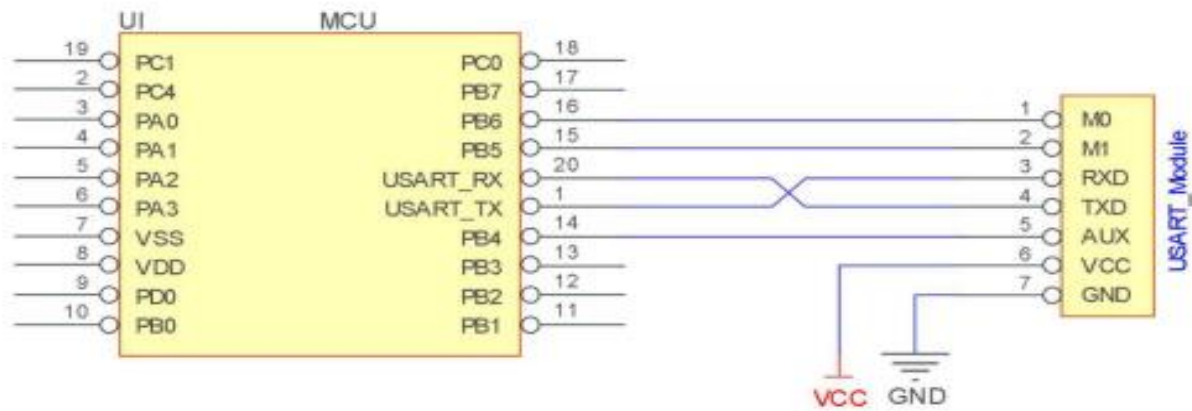 UI MCU
19 PC1 PC0 18
2 PC4 PB7 17
3 PA0 PB6 16 1 M0
4 PA1 PB5 15 2 M1
5 PA2 USART_RX 20 3 RXD
6 PA3 USART_TX 1 4 TXD
7 VSS PB4 14 5 AUX
8 VDD PB3 13 6 VCC
9 PD0 PB2 12 7 GND
10 PB0 PB1 11
USART_Module
VCC GND